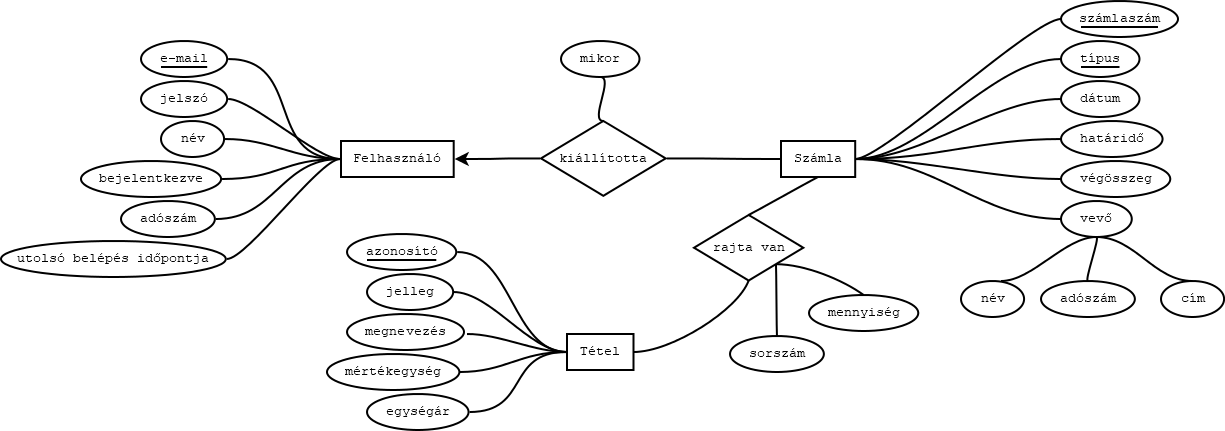 számlaszám
e-mail
mikor
típus
jelszó
dátum
név
határidő
Felhasználó
kiállította
Számla
bejelentkezve
végösszeg
adószám
vevő
utolsó belépés időpontja
azonosító
rajta van
jelleg
név
adószám
cím
mennyiség
megnevezés
Tétel
sorszám
mértékegység
egységár